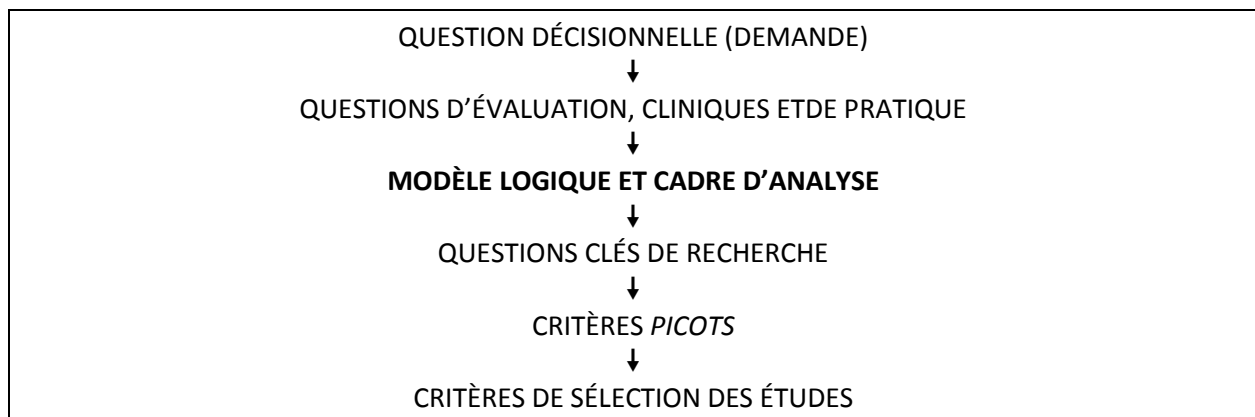 QUESTION DÉCISIONNELLE (DEMANDE)
QUESTIONS D’ÉVALUATION, CLINIQUES ETDE PRATIQUE
MODÈLE LOGIQUE ET CADRE D’ANALYSE
QUESTIONS CLÉS DE RECHERCHE
CRITÈRES PICOTS
CRITÈRES DE SÉLECTION DES ÉTUDES